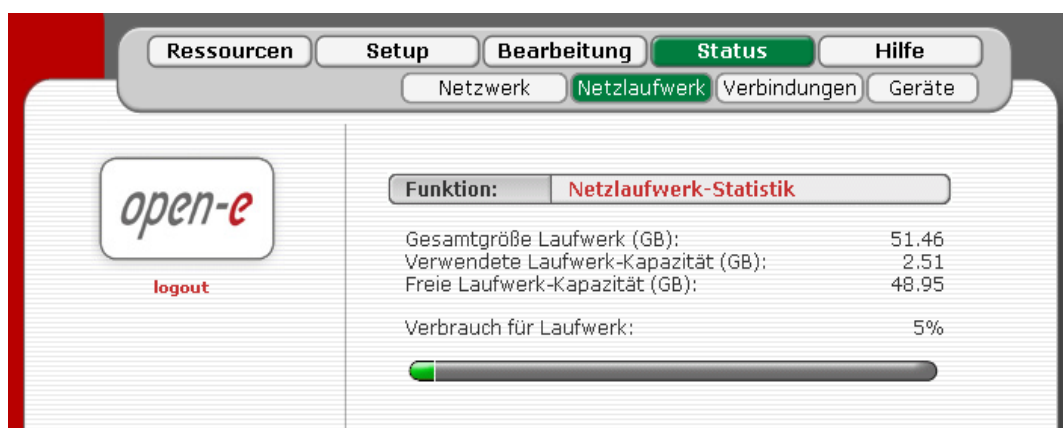 Ressourcen Setup Bearbeitung Status Hilfe
Netzwerk Netzlaufwerk Verbindungen Geräte
open-e
logout
Funktion: Netzlaufwerk-Statistik
Gesamtgröße Laufwerk (GB): 51.46
Verwendete Laufwerk-Kapazität (GB): 2.51
Freie Laufwerk-Kapazität (GB): 48.95
Verbrauch für Laufwerk: 5%